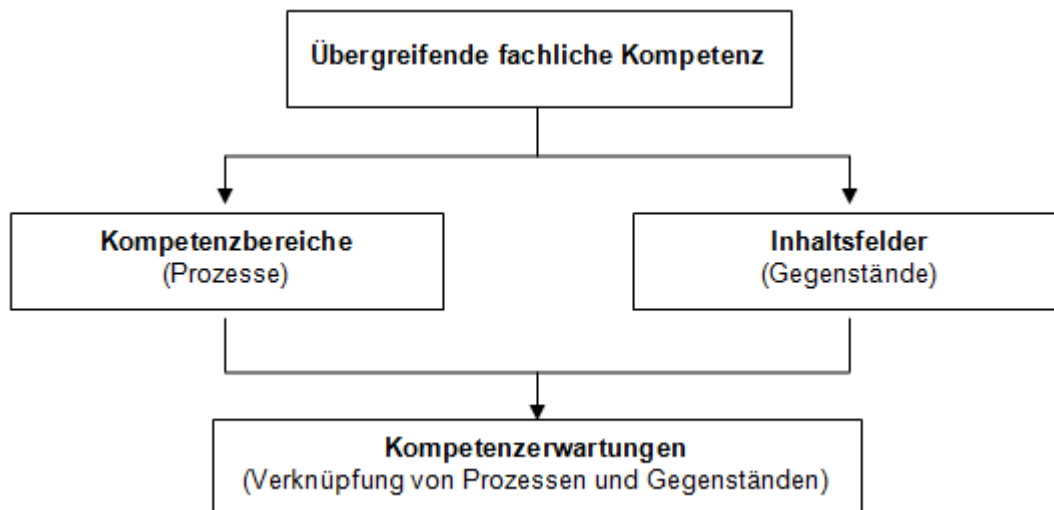 Übergreifende fachliche Kompetenz
Kompetenzbereiche
(Prozesse)
Inhaltsfelder
(Gegenstände)
Kompetenzerwartungen
(Verknüpfung von Prozessen und Gegenständen)